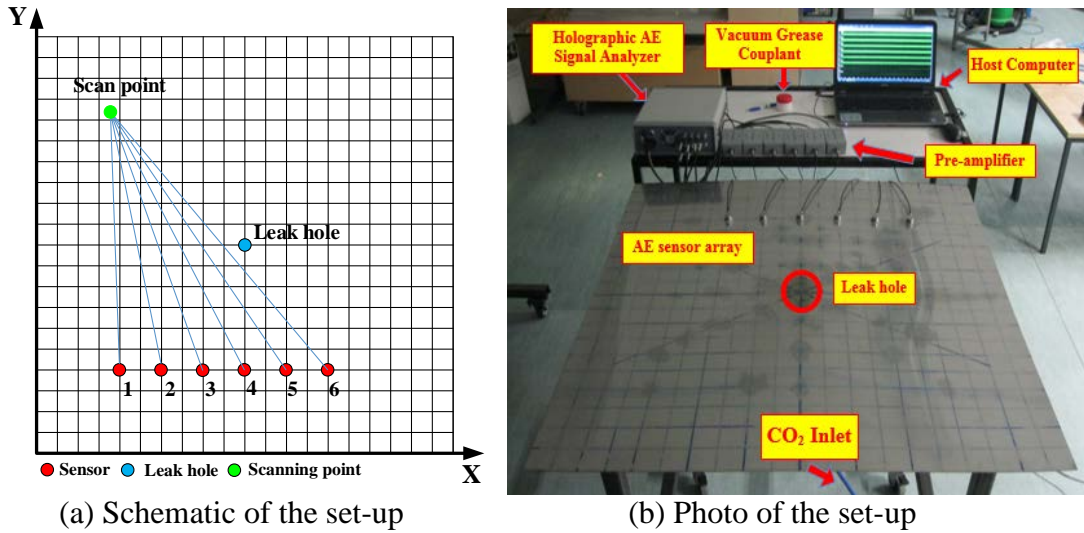 Y
Scan point
Leak hole
1 2 3 4 5 6
Sensor Leak hole Scanning point
X
(a) Schematic of the set-up
Holographic AE
Signal Analyzer
Vacuum Grease
Couplant
Host Computer
Pre-amplifier
AE sensor array
Leak hole
CO₂ Inlet
(b) Photo of the set-up